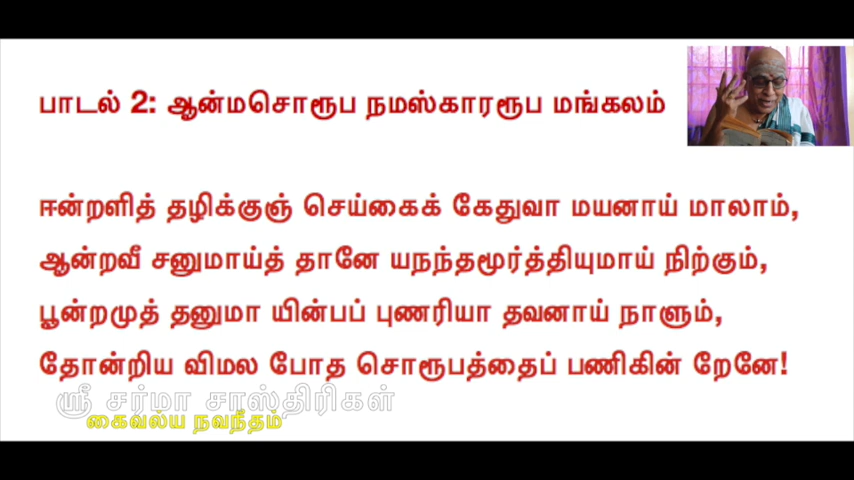 பாடல் 2: ஆன்மசொரூப நமஸ்காரரூப மங்கலம்
ஈன்றளித் தழிக்குஞ் செய்கைக் கேதுவா மயனாய் மாலாம்,
ஆன்றவீ சனுமாய்த் தானே யநந்தமூர்த்தியுமாய் நிற்கும்,
பூன்றமுத் தனுமா யின்பப் புணரியா தவனாய் நாளும்,
தோன்றிய விமல போத சொரூபத்தைப் பணிகின் றேனே!
ஸ்ரீ சர்மா சாஸ்திரிகள்
கைவல்ய நவநீதம்